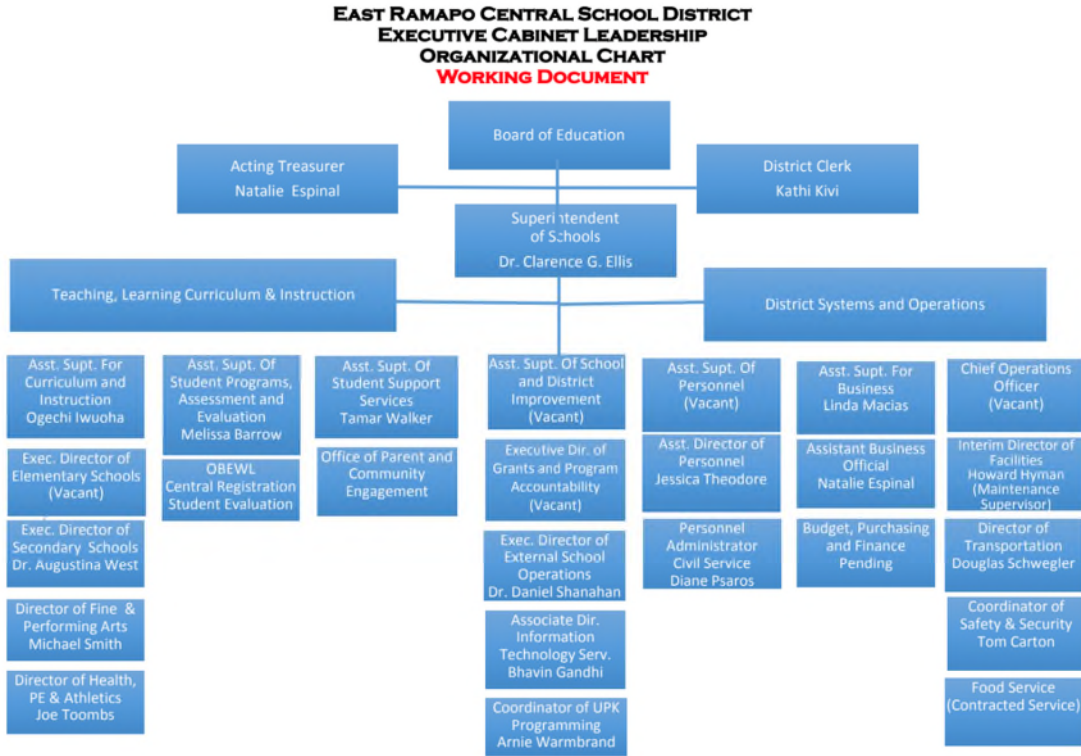 EAST RAMAPO CENTRAL SCHOOL DISTRICT
EXECUTIVE CABINET LEADERSHIP
ORGANIZATIONAL CHART
WORKING DOCUMENT
Board of Education
Acting Treasurer
Natalie Espinal
District Clerk
Kathi Kivi
Superintendent
of Schools
Dr. Clarence G. Ellis
Teaching, Learning Curriculum & Instruction
District Systems and Operations
Asst. Supt. For
Curriculum and
Instruction
Ogechi Iwuoha
Exec. Director of
Elementary Schools
(Vacant)
Exec. Director of
Secondary Schools
Dr. Augustina West
Director of Fine &
Performing Arts
Michael Smith
Director of Health,
PE & Athletics
Joe Toombs
Asst. Supt. Of
Student Programs,
Assessment and
Evaluation
Melissa Barrow
OBEWL
Central Registration
Student Evaluation
Asst. Supt. Of
Student Support
Services
Tamar Walker
Office of Parent and
Community
Engagement
Asst. Supt. Of School
and District
Improvement
(Vacant)
Executive Dir. of
Grants and Program
Accountability
(Vacant)
Exec. Director of
External School
Operations
Dr. Daniel Shanahan
Associate Dir.
Information
Technology Serv.
Bhavin Gandhi
Coordinator of UPK
Programming
Arnie Warmbrand
Asst. Supt. Of
Personnel
(Vacant)
Asst. Director of
Personnel
Jessica Theodore
Personnel
Administrator
Civil Service
Diane Psaros
Asst. Supt. For
Business
Linda Macias
Assistant Business
Official
Natalie Espinal
Budget, Purchasing
and Finance
Pending
Chief Operations
Officer
(Vacant)
Interim Director of
Facilities
Howard Hyman
(Maintenance
Supervisor)
Director of
Transportation
Douglas Schwegler
Coordinator of
Safety & Security
Tom Carton
Food Service
(Contracted Service)